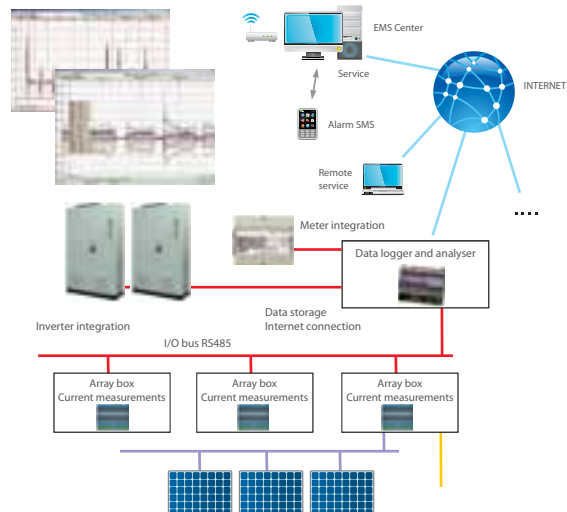 EMS Center
Service
INTERNET
Alarm SMS
Remote
service
....
Meter integration
Data logger and analyser
Inverter integration
Data storage
Internet connection
I/O bus RS485
Array box
Current measurements
Array box
Current measurements
Array box
Current measurements